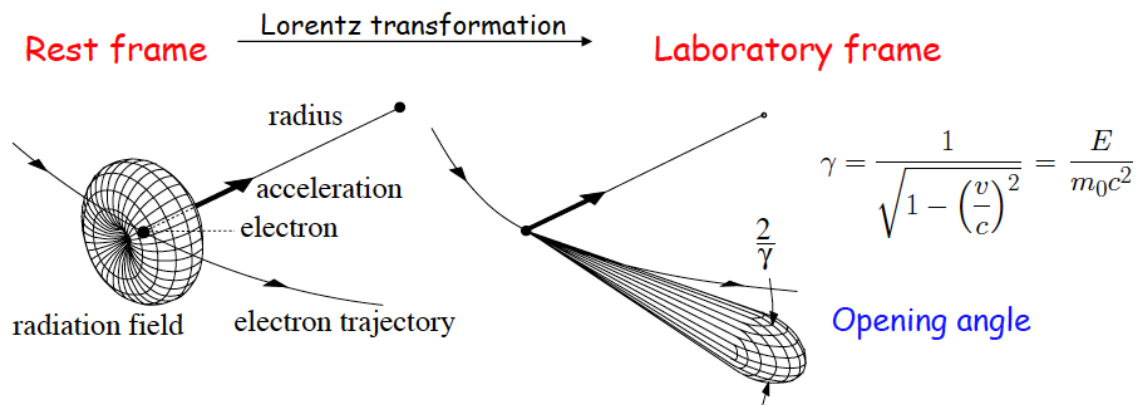 Lorentz transformation
Rest frame
Laboratory frame
radius
acceleration
electron
radiation field
electron trajectory
2/γ
Opening angle
γ = 1/√(1 − (v/c)²) = E/(m₀c²)